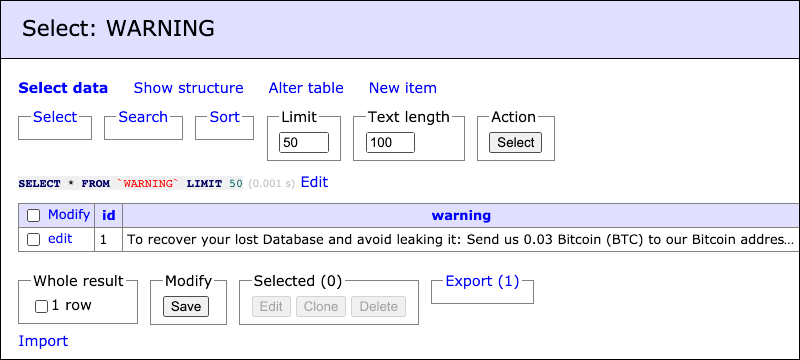 Select: WARNING
Select data Show structure Alter table New item
Select Search Sort Limit Text length Action
50 100 Select
SELECT * FROM `WARNING` LIMIT 50 (0.001 s) Edit
Modify id warning
edit 1 To recover your lost Database and avoid leaking it: Send us 0.03 Bitcoin (BTC) to our Bitcoin addres…
Whole result Modify Selected (0) Export (1)
1 row Save Edit Clone Delete
Import